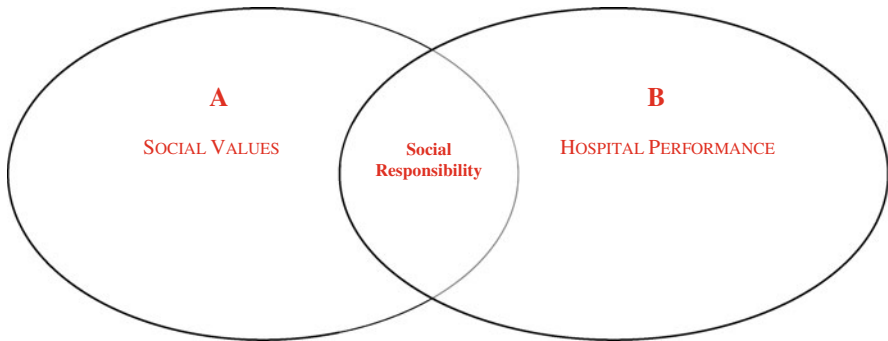 A
SOCIAL VALUES
Social
Responsibility
B
HOSPITAL PERFORMANCE